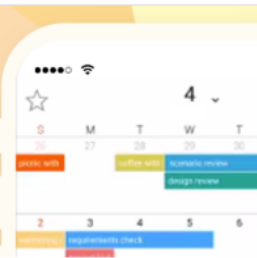 4
S M T W T
26 27 28 29 30
picnic with coffee with scenario review
design review
2 3 4 5 6
requirements check